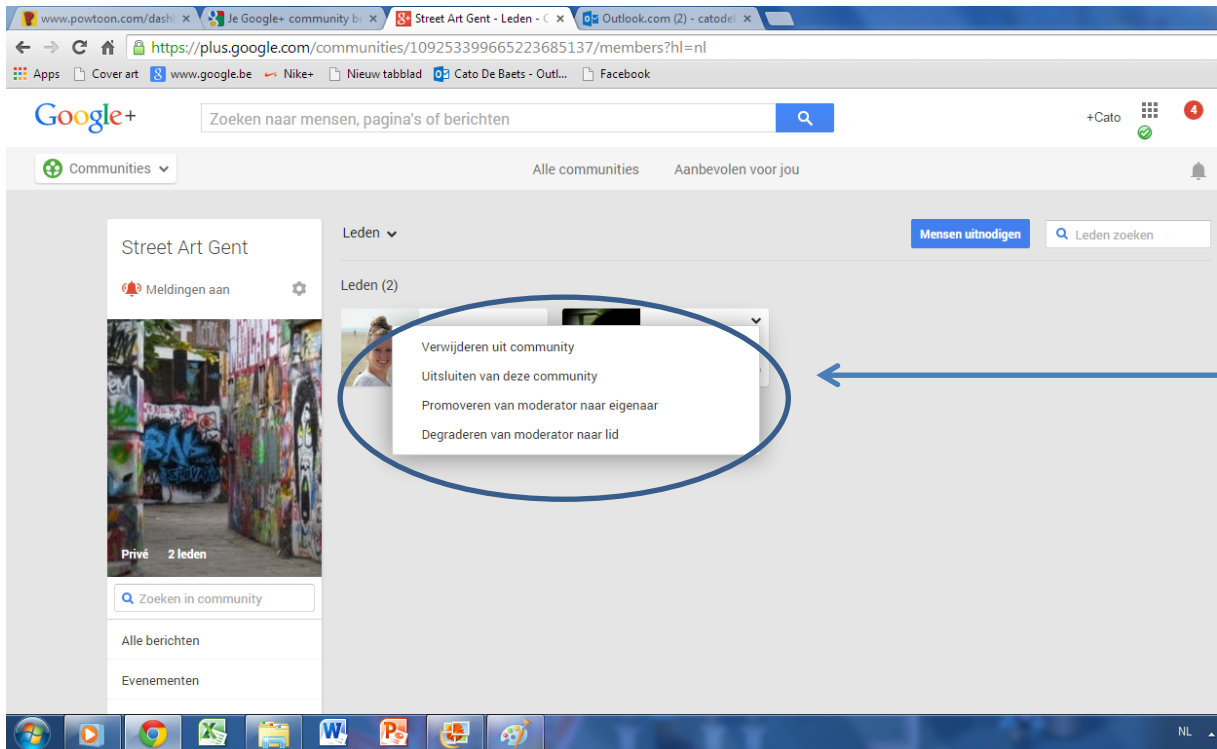 www.powtoon.com/dashl
Je Google+ community be
Street Art Gent - Leden - C
Outlook.com (2) - catodel
https://plus.google.com/communities/109253399665223685137/members?hl=nl
Apps Cover art www.google.be Nike+ Nieuw tabblad Cato De Baets - Outl... Facebook
Google+ Zoeken naar mensen, pagina's of berichten +Cato 4
Communities Alle communities Aanbevolen voor jou
Street Art Gent
Meldingen aan
Privé 2 leden
Zoeken in community
Alle berichten
Evenementen
Leden Mensen uitnodigen Leden zoeken
Leden (2)
Verwijderen uit community
Uitsluiten van deze community
Promoveren van moderator naar eigenaar
Degraderen van moderator naar lid
NL